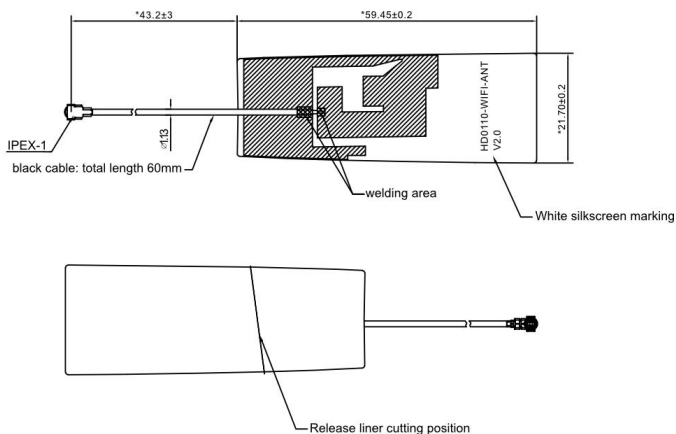 *43.2±3
*59.45±0.2
IPEX-1
ø1.13
black cable: total length 60mm
HD0110-WIFI-ANT
V2.0
*21.70±0.2
welding area
White silkscreen marking
Release liner cutting position